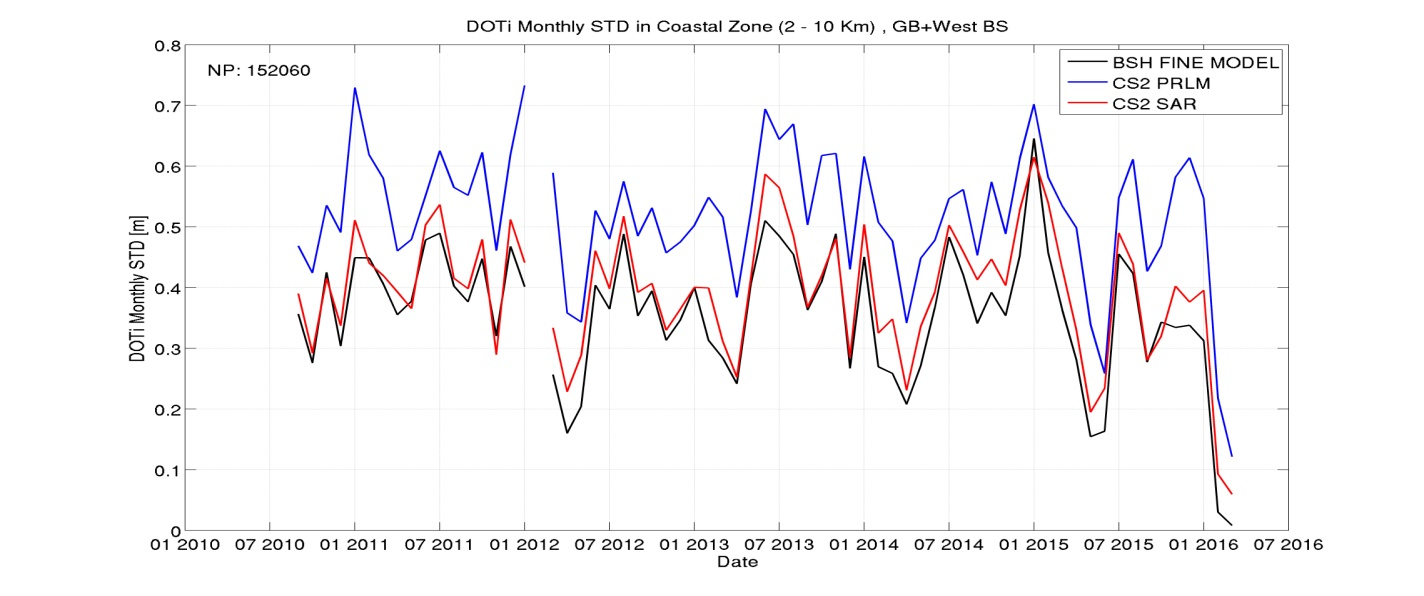 DOTi Monthly STD in Coastal Zone (2 - 10 Km) , GB+West BS
NP: 152060
BSH FINE MODEL
CS2 PRLM
CS2 SAR
DOTi Monthly STD [m]
0.8
0.7
0.6
0.5
0.4
0.3
0.2
0.1
0
01 2010 07 2010 01 2011 07 2011 01 2012 07 2012 01 2013 07 2013 01 2014 07 2014 01 2015 07 2015 01 2016 07 2016
Date